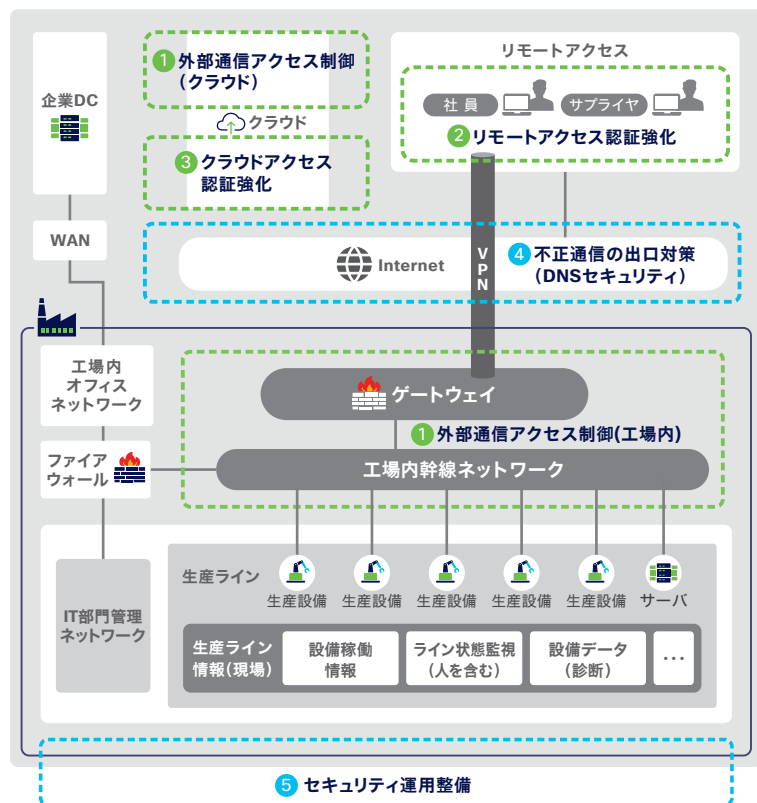 企業DC
1 外部通信アクセス制御
(クラウド)
クラウド
3 クラウドアクセス
認証強化
リモートアクセス
社員
サプライヤ
2 リモートアクセス認証強化
WAN
Internet
VPN
4 不正通信の出口対策
(DNSセキュリティ)
工場内
オフィス
ネットワーク
ゲートウェイ
1 外部通信アクセス制御(工場内)
ファイア
ウォール
工場内幹線ネットワーク
IT部門管理
ネットワーク
生産ライン
生産設備
生産設備
生産設備
生産設備
生産設備
サーバ
生産ライン
情報(現場)
設備稼働
情報
ライン状態監視
(人を含む)
設備データ
(診断)
...
5 セキュリティ運用整備